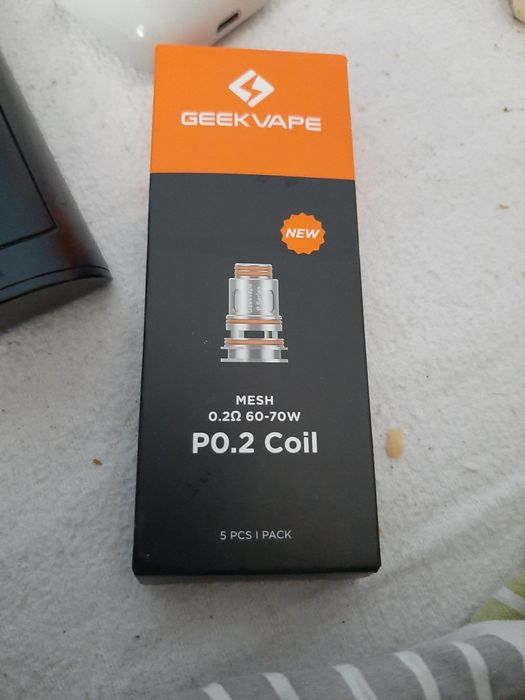 GEEKVAPE
NEW
MESH
0.2Ω 60-70W
P0.2 Coil
5 PCS | PACK